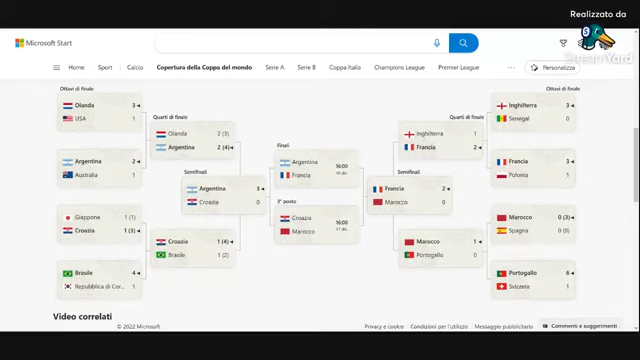 Realizzato da
StreamYard
Microsoft Start
Home Sport Calcio Copertura della Coppa del mondo Serie A Serie B Coppa Italia Champions League Premier League ... Personalizza
Ottavi di finale
Olanda 3
USA 1
Argentina 2
Australia 1
Giappone 1 (1)
Croazia 1 (3)
Brasile 4
Repubblica di Cor... 1
Quarti di finale
Olanda 2 (3)
Argentina 2 (4)
Croazia 1 (4)
Brasile 1 (2)
Semifinali
Argentina 3
Croazia 0
Finali
Argentina
Francia
16:00
18 dic
3° posto
Croazia
Marocco
16:00
17 dic
Semifinali
Francia 2
Marocco 0
Quarti di finale
Inghilterra 1
Francia 2
Marocco 1
Portogallo 0
Ottavi di finale
Inghilterra 3
Senegal 0
Francia 3
Polonia 1
Marocco 0 (3)
Spagna 0 (0)
Portogallo 6
Svizzera 1
Video correlati
© 2022 Microsoft
Privacy e cookie Condizioni per l'utilizzo Messaggio pubblicitario Commenti e suggerimenti